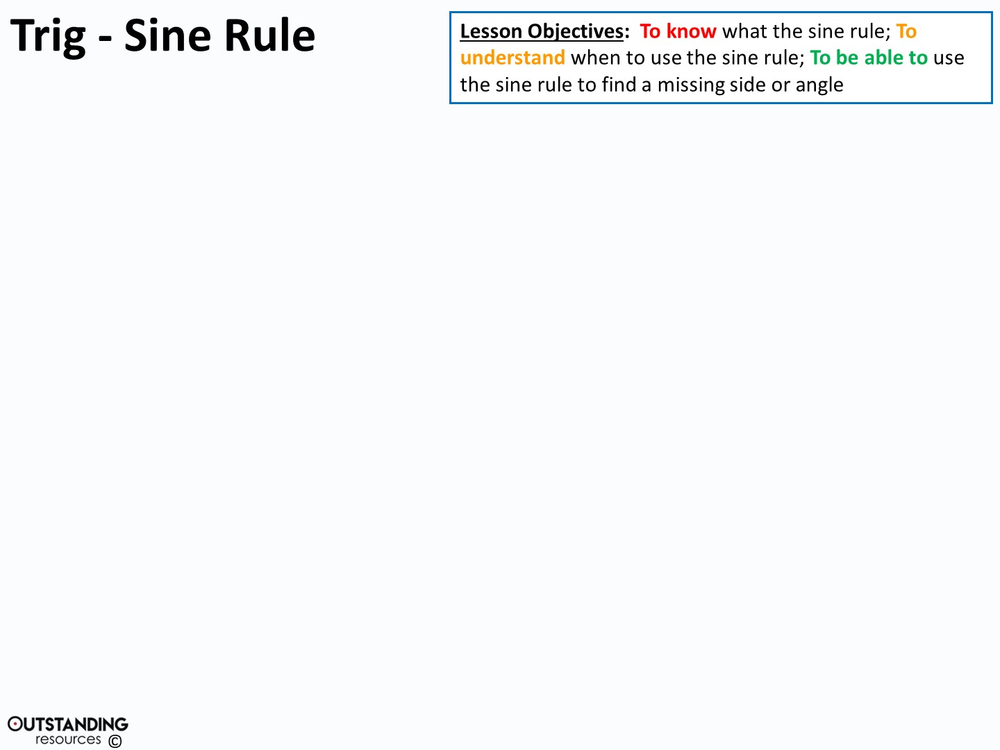 Trig - Sine Rule
Lesson Objectives: To know what the sine rule; To
understand when to use the sine rule; To be able to use
the sine rule to find a missing side or angle
OUTSTANDING
resources ©